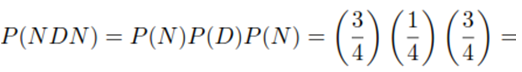 P(NDN) = P(N)P(D)P(N) = (3/4) (1/4) (3/4) =